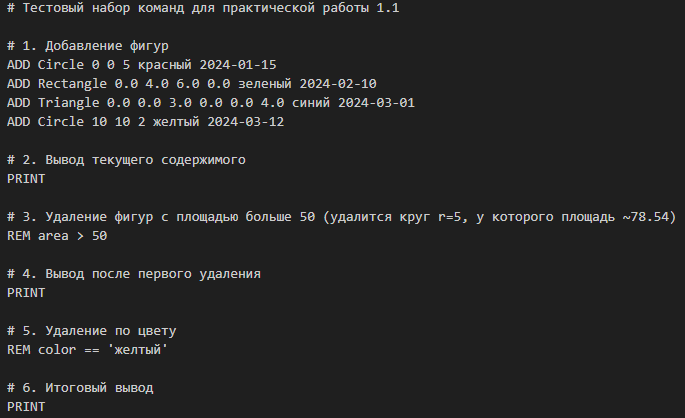 # Тестовый набор команд для практической работы 1.1
# 1. Добавление фигур
ADD Circle 0 0 5 красный 2024-01-15
ADD Rectangle 0.0 4.0 6.0 0.0 зеленый 2024-02-10
ADD Triangle 0.0 0.0 3.0 0.0 0.0 4.0 синий 2024-03-01
ADD Circle 10 10 2 желтый 2024-03-12
# 2. Вывод текущего содержимого
PRINT
# 3. Удаление фигур с площадью больше 50 (удалится круг r=5, у которого площадь ~78.54)
REM area > 50
# 4. Вывод после первого удаления
PRINT
# 5. Удаление по цвету
REM color == 'желтый'
# 6. Итоговый вывод
PRINT